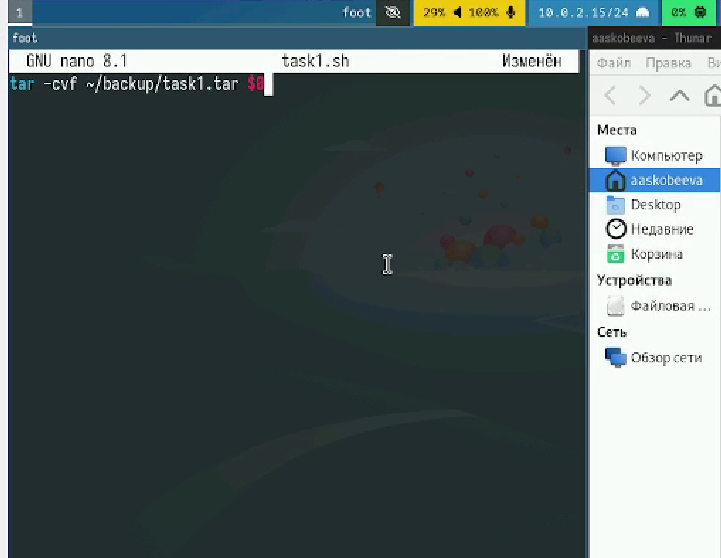 1 foot 29% 100% 10.0.2.15/24 0%
foot
GNU nano 8.1 task1.sh Изменён
tar -cvf ~/backup/task1.tar $0
aaskobeeva - Thunar
Файл Правка Ви
Места
Компьютер
aaskobeeva
Desktop
Недавние
Корзина
Устройства
Файловая ...
Сеть
Обзор сети